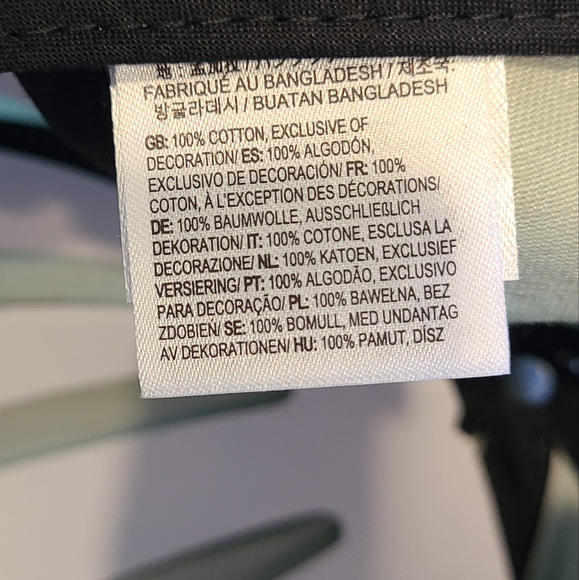 FABRIQUÉ AU BANGLADESH / 제조국:
방글라데시 / BUATAN BANGLADESH
GB: 100% COTTON, EXCLUSIVE OF
DECORATION/ ES: 100% ALGODÓN,
EXCLUSIVO DE DECORACIÓN/ FR: 100%
COTON, À L'EXCEPTION DES DÉCORATIONS/
DE: 100% BAUMWOLLE, AUSSCHLIEßLICH
DEKORATION/ IT: 100% COTONE, ESCLUSA LA
DECORAZIONE/ NL: 100% KATOEN, EXCLUSIEF
VERSIERING/ PT: 100% ALGODÃO, EXCLUSIVO
PARA DECORAÇÃO/ PL: 100% BAWEŁNA, BEZ
ZDOBIEŃ/ SE: 100% BOMULL, MED UNDANTAG
AV DEKORATIONEN/ HU: 100% PAMUT, DÍSZ